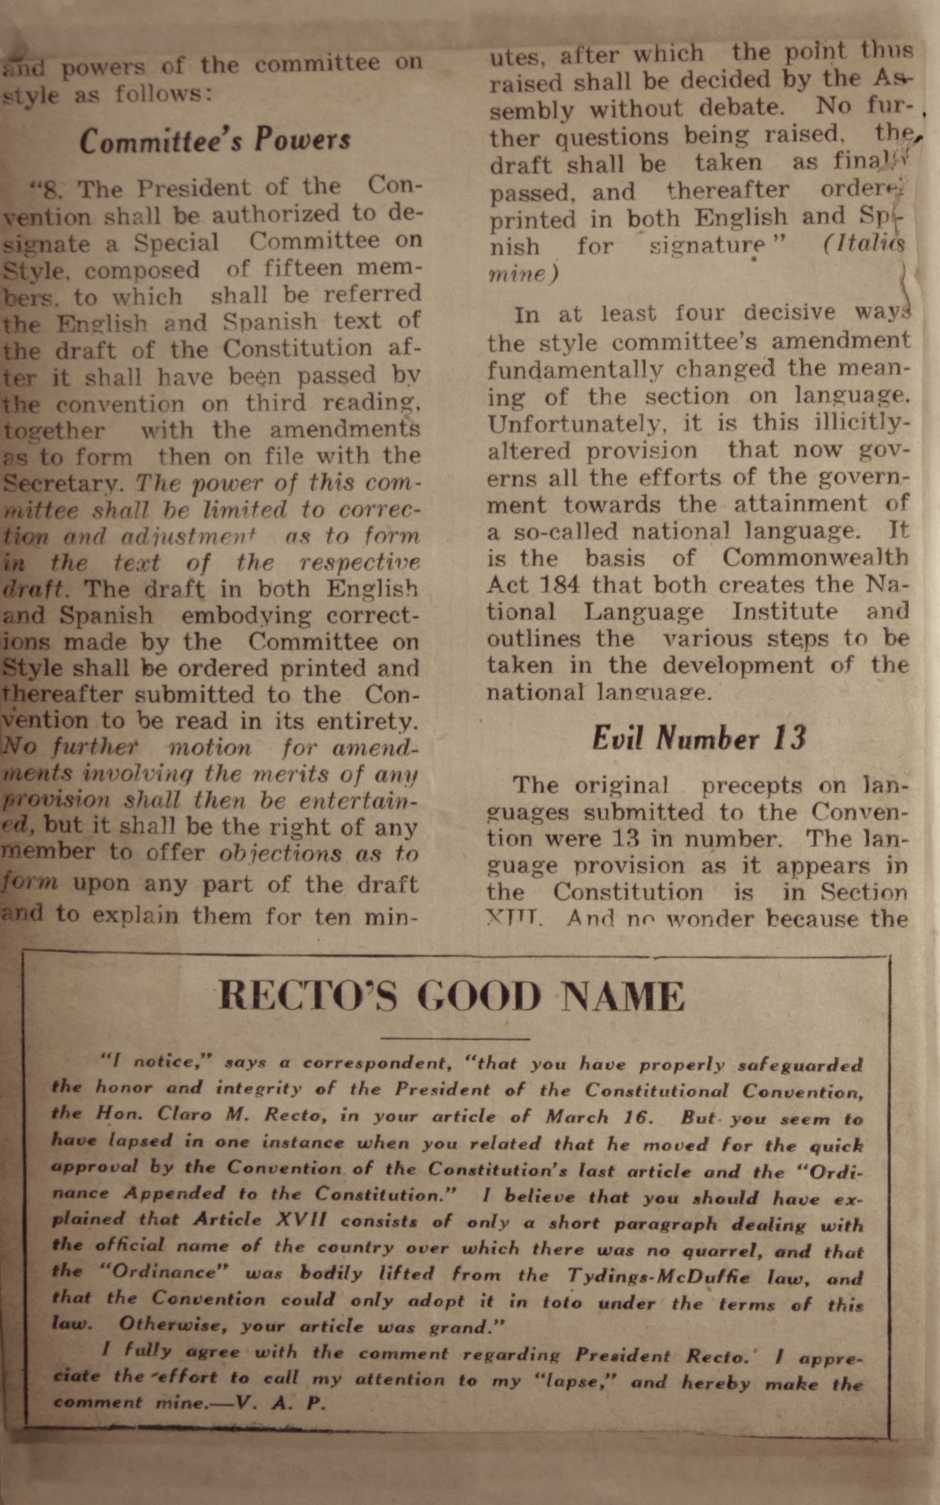 and powers of the committee on
style as follows:
Committee's Powers
"8. The President of the Con-
vention shall be authorized to de-
signate a Special Committee on
Style, composed of fifteen mem-
bers, to which shall be referred
the English and Spanish text of
the draft of the Constitution af-
ter it shall have been passed by
the convention on third reading,
together with the amendments
as to form then on file with the
Secretary. The power of this com-
mittee shall be limited to correc-
tion and adjustment as to form
in the text of the respective
draft. The draft in both English
and Spanish embodying correct-
ions made by the Committee on
Style shall be ordered printed and
thereafter submitted to the Con-
vention to be read in its entirety.
No further motion for amend-
ments involving the merits of any
provision shall then be entertain-
ed, but it shall be the right of any
member to offer objections as to
form upon any part of the draft
and to explain them for ten min-
utes, after which the point thus
raised shall be decided by the As-
sembly without debate. No fur-
ther questions being raised, the
draft shall be taken as finally
passed, and thereafter ordered
printed in both English and Sp-
nish for signature" (Italics
mine)
In at least four decisive ways
the style committee's amendment
fundamentally changed the mean-
ing of the section on language.
Unfortunately, it is this illicitly-
altered provision that now gov-
erns all the efforts of the govern-
ment towards the attainment of
a so-called national language. It
is the basis of Commonwealth
Act 184 that both creates the Na-
tional Language Institute and
outlines the various steps to be
taken in the development of the
national language.
Evil Number 13
The original precepts on lan-
guages submitted to the Conven-
tion were 13 in number. The lan-
guage provision as it appears in
the Constitution is in Section
XIII. And no wonder because the
RECTO'S GOOD NAME
"I notice," says a correspondent, "that you have properly safeguarded
the honor and integrity of the President of the Constitutional Convention,
the Hon. Claro M. Recto, in your article of March 16. But you seem to
have lapsed in one instance when you related that he moved for the quick
approval by the Convention of the Constitution's last article and the "Ordi-
nance Appended to the Constitution." I believe that you should have ex-
plained that Article XVII consists of only a short paragraph dealing with
the official name of the country over which there was no quarrel, and that
the "Ordinance" was bodily lifted from the Tydings-McDuffie law, and
that the Convention could only adopt it in toto under the terms of this
law. Otherwise, your article was grand."
I fully agree with the comment regarding President Recto. I appre-
ciate the effort to call my attention to my "lapse," and hereby make the
comment mine.—V. A. P.